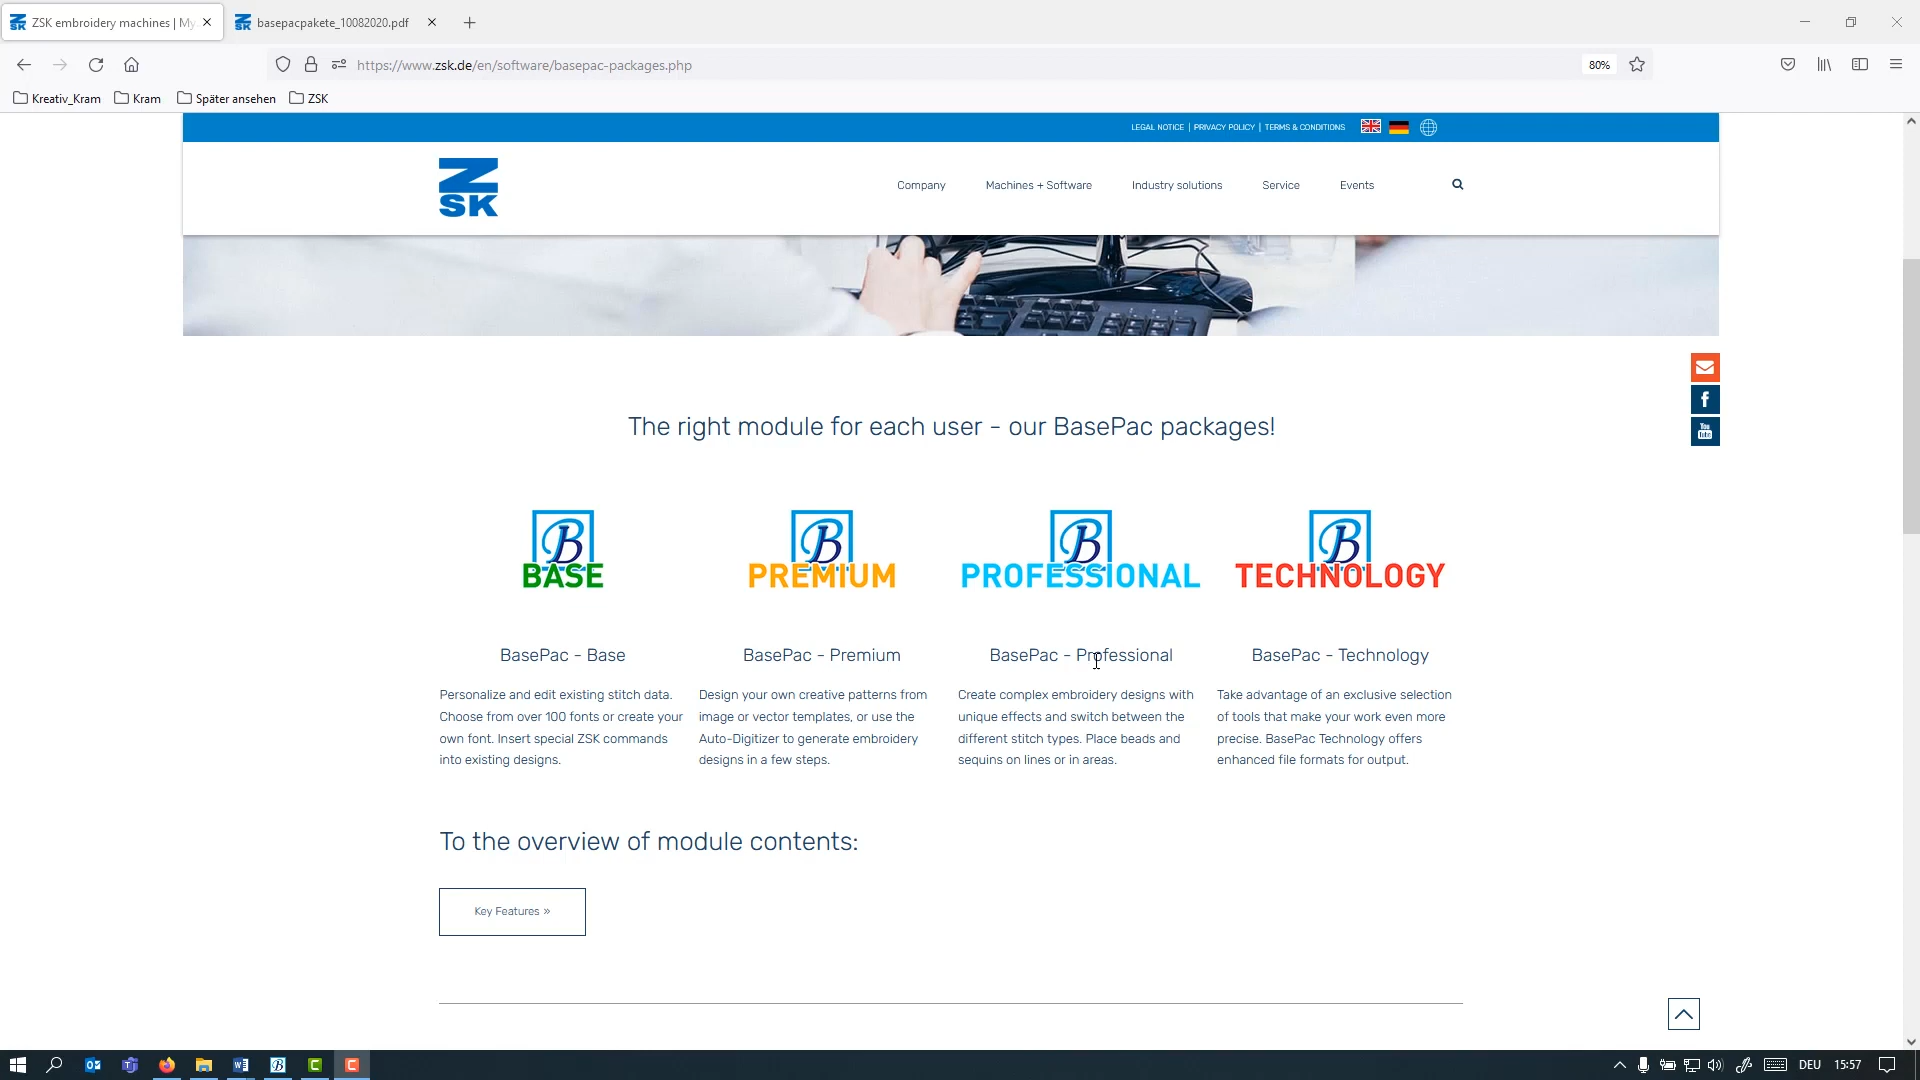 ZSK embroidery machines | My
basepacpakete_10082020.pdf
https://www.zsk.de/en/software/basepac-packages.php
80%
Kreativ_Kram
Kram
Später ansehen
ZSK
LEGAL NOTICE | PRIVACY POLICY | TERMS & CONDITIONS
Z
SK
Company
Machines + Software
Industry solutions
Service
Events
The right module for each user - our BasePac packages!
B
BASE
B
PREMIUM
B
PROFESSIONAL
B
TECHNOLOGY
BasePac - Base
Personalize and edit existing stitch data.
Choose from over 100 fonts or create your
own font. Insert special ZSK commands
into existing designs.
BasePac - Premium
Design your own creative patterns from
image or vector templates, or use the
Auto-Digitizer to generate embroidery
designs in a few steps.
BasePac - Professional
Create complex embroidery designs with
unique effects and switch between the
different stitch types. Place beads and
sequins on lines or in areas.
BasePac - Technology
Take advantage of an exclusive selection
of tools that make your work even more
precise. BasePac Technology offers
enhanced file formats for output.
To the overview of module contents:
Key Features »
f
You
Tube
DEU
15:57